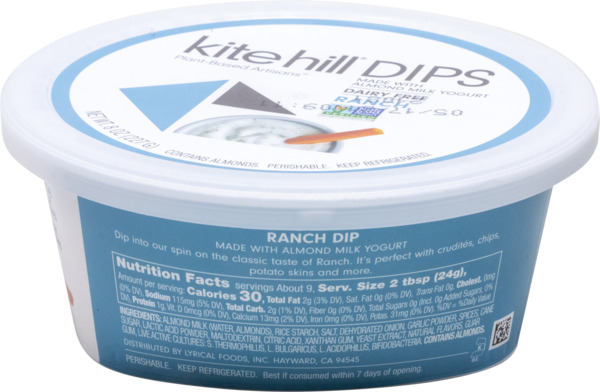 kite hill DIPS
Plant-Based Artisans™
MADE WITH
ALMOND MILK YOGURT
DAIRY FREE
RANCH
NET WT. 8 OZ (227g)
CONTAINS ALMONDS. PERISHABLE. KEEP REFRIGERATED.
RANCH DIP
MADE WITH ALMOND MILK YOGURT
Dip into our spin on the classic taste of Ranch. It's perfect with crudités, chips,
potato skins and more.
Nutrition Facts servings About 9, Serv. Size 2 tbsp (24g),
Amount per serving: Calories 30, Total Fat 2g (3% DV), Sat. Fat 0g (0% DV), Trans Fat 0g, Cholest. 0mg
(0% DV), Sodium 115mg (5% DV), Total Carb. 2g (1% DV), Fiber 0g (0% DV), Total Sugars 0g (Incl. 0g Added Sugars, 0%
DV), Protein 1g, Vit. D 0mcg (0% DV), Calcium 13mg (2% DV), Iron 0mg (0% DV), Potas. 31mg (0% DV). %DV = %Daily Value
INGREDIENTS: ALMOND MILK (WATER, ALMONDS), RICE STARCH, SALT, DEHYDRATED ONION, GARLIC POWDER, SPICES, CANE
SUGAR, LACTIC ACID POWDER, MALTODEXTRIN, CITRIC ACID, XANTHAN GUM, YEAST EXTRACT, NATURAL FLAVORS, GUAR
GUM, LIVE ACTIVE CULTURES: S. THERMOPHILUS, L. BULGARICUS, L. ACIDOPHILUS, BIFIDOBACTERIA. CONTAINS ALMONDS.
DISTRIBUTED BY LYRICAL FOODS, INC. HAYWARD, CA 94545
PERISHABLE. KEEP REFRIGERATED. Best if consumed within 7 days of opening.